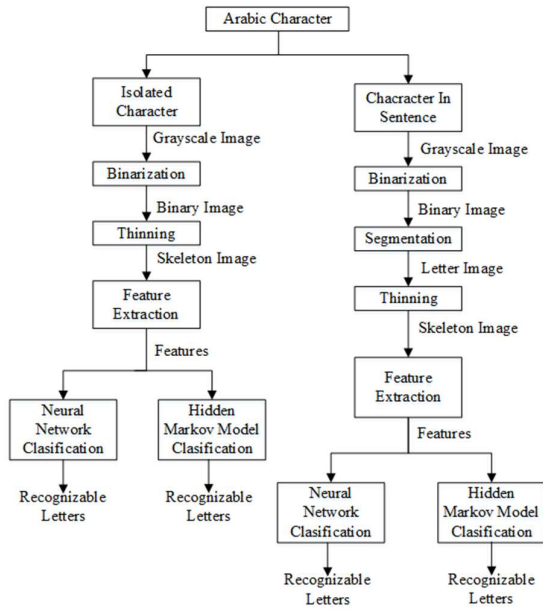 Arabic Character
Isolated
Character
Grayscale Image
Binarization
Binary Image
Thinning
Skeleton Image
Feature
Extraction
Features
Neural
Network
Clasification
Recognizable
Letters
Hidden
Markov Model
Clasification
Recognizable
Letters
Chacracter In
Sentence
Grayscale Image
Binarization
Binary Image
Segmentation
Letter Image
Thinning
Skeleton Image
Feature
Extraction
Features
Neural
Network
Clasification
Recognizable
Letters
Hidden
Markov Model
Clasification
Recognizable
Letters